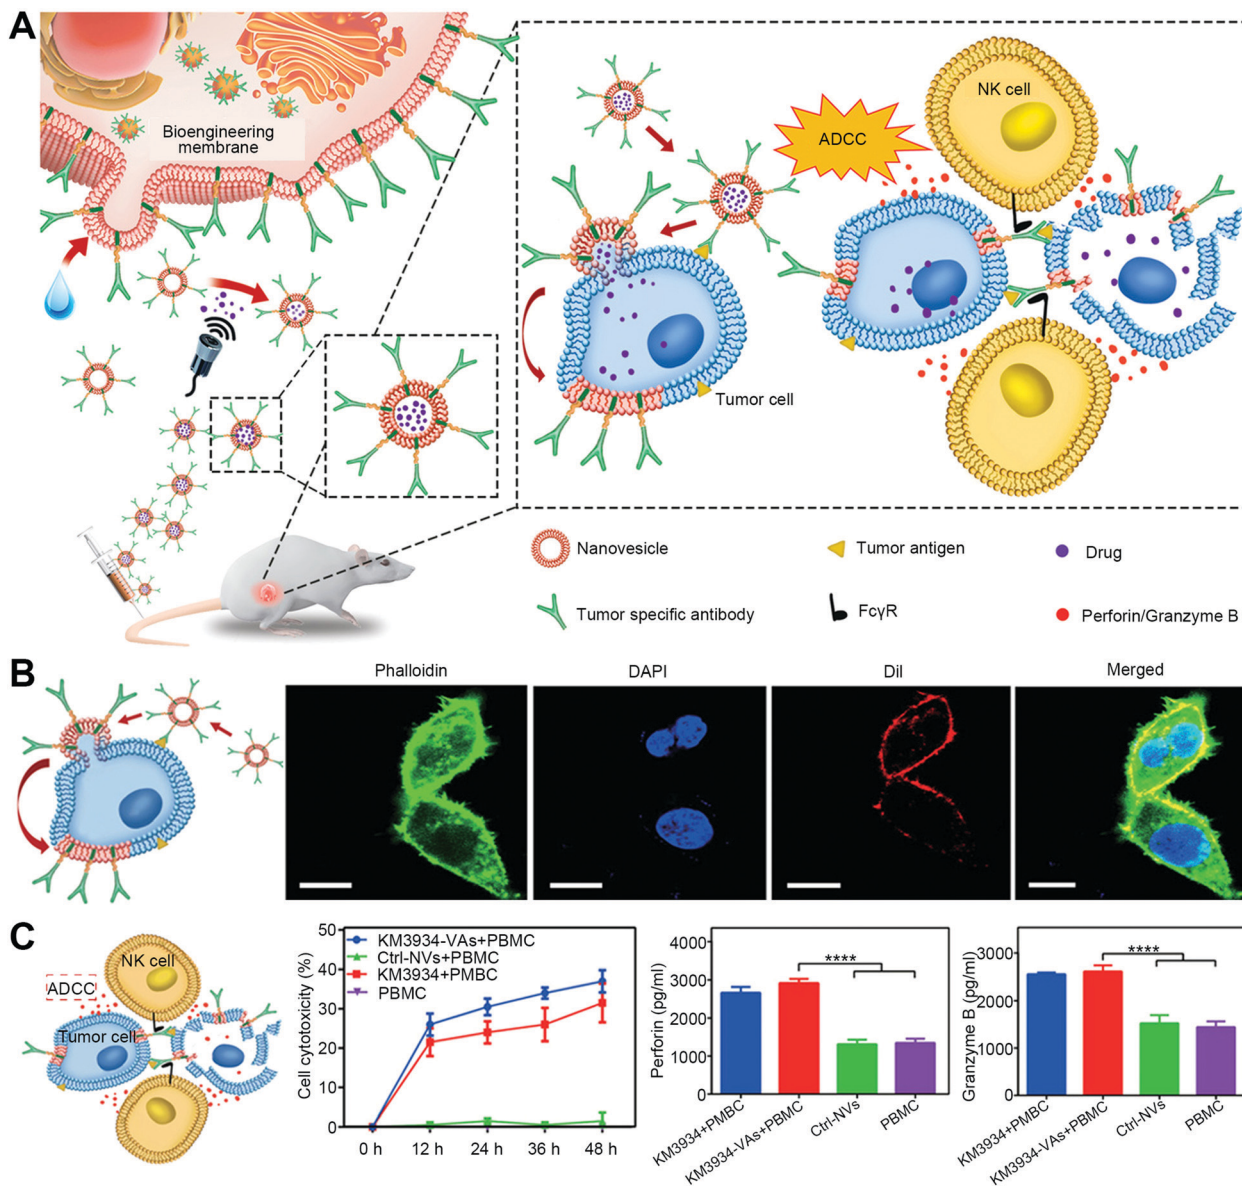 A
Bioengineering
membrane
ADCC
NK cell
Tumor cell
Nanovesicle
Tumor antigen
Drug
Tumor specific antibody
FcγR
Perforin/Granzyme B
B
Phalloidin
DAPI
Dil
Merged
C
NK cell
ADCC
Tumor cell
Cell cytotoxicity (%)
50
40
30
20
10
0
KM3934-VAs+PBMC
Ctrl-NVs+PBMC
KM3934+PMBC
PBMC
0 h
12 h
24 h
36 h
48 h
Perforin (pg/ml)
4000
3000
2000
1000
0
****
KM3934+PMBC
KM3934-VAs+PBMC
Ctrl-NVs
PBMC
Granzyme B (pg/ml)
3000
2000
1000
0
****
KM3934+PMBC
KM3934-VAs+PBMC
Ctrl-NVs
PBMC